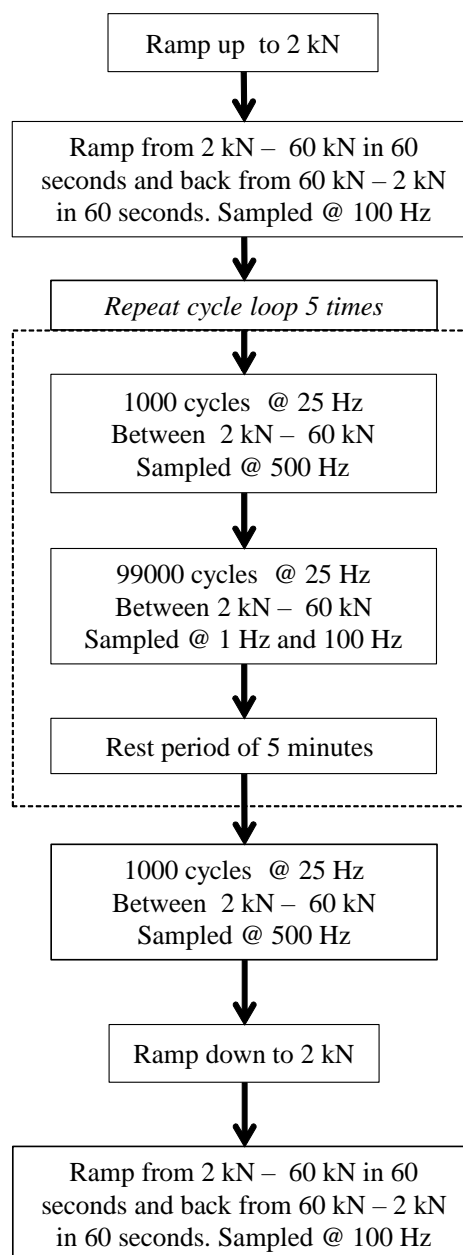 Ramp up to 2 kN
Ramp from 2 kN – 60 kN in 60
seconds and back from 60 kN – 2 kN
in 60 seconds. Sampled @ 100 Hz
Repeat cycle loop 5 times
1000 cycles @ 25 Hz
Between 2 kN – 60 kN
Sampled @ 500 Hz
99000 cycles @ 25 Hz
Between 2 kN – 60 kN
Sampled @ 1 Hz and 100 Hz
Rest period of 5 minutes
1000 cycles @ 25 Hz
Between 2 kN – 60 kN
Sampled @ 500 Hz
Ramp down to 2 kN
Ramp from 2 kN – 60 kN in 60
seconds and back from 60 kN – 2 kN
in 60 seconds. Sampled @ 100 Hz